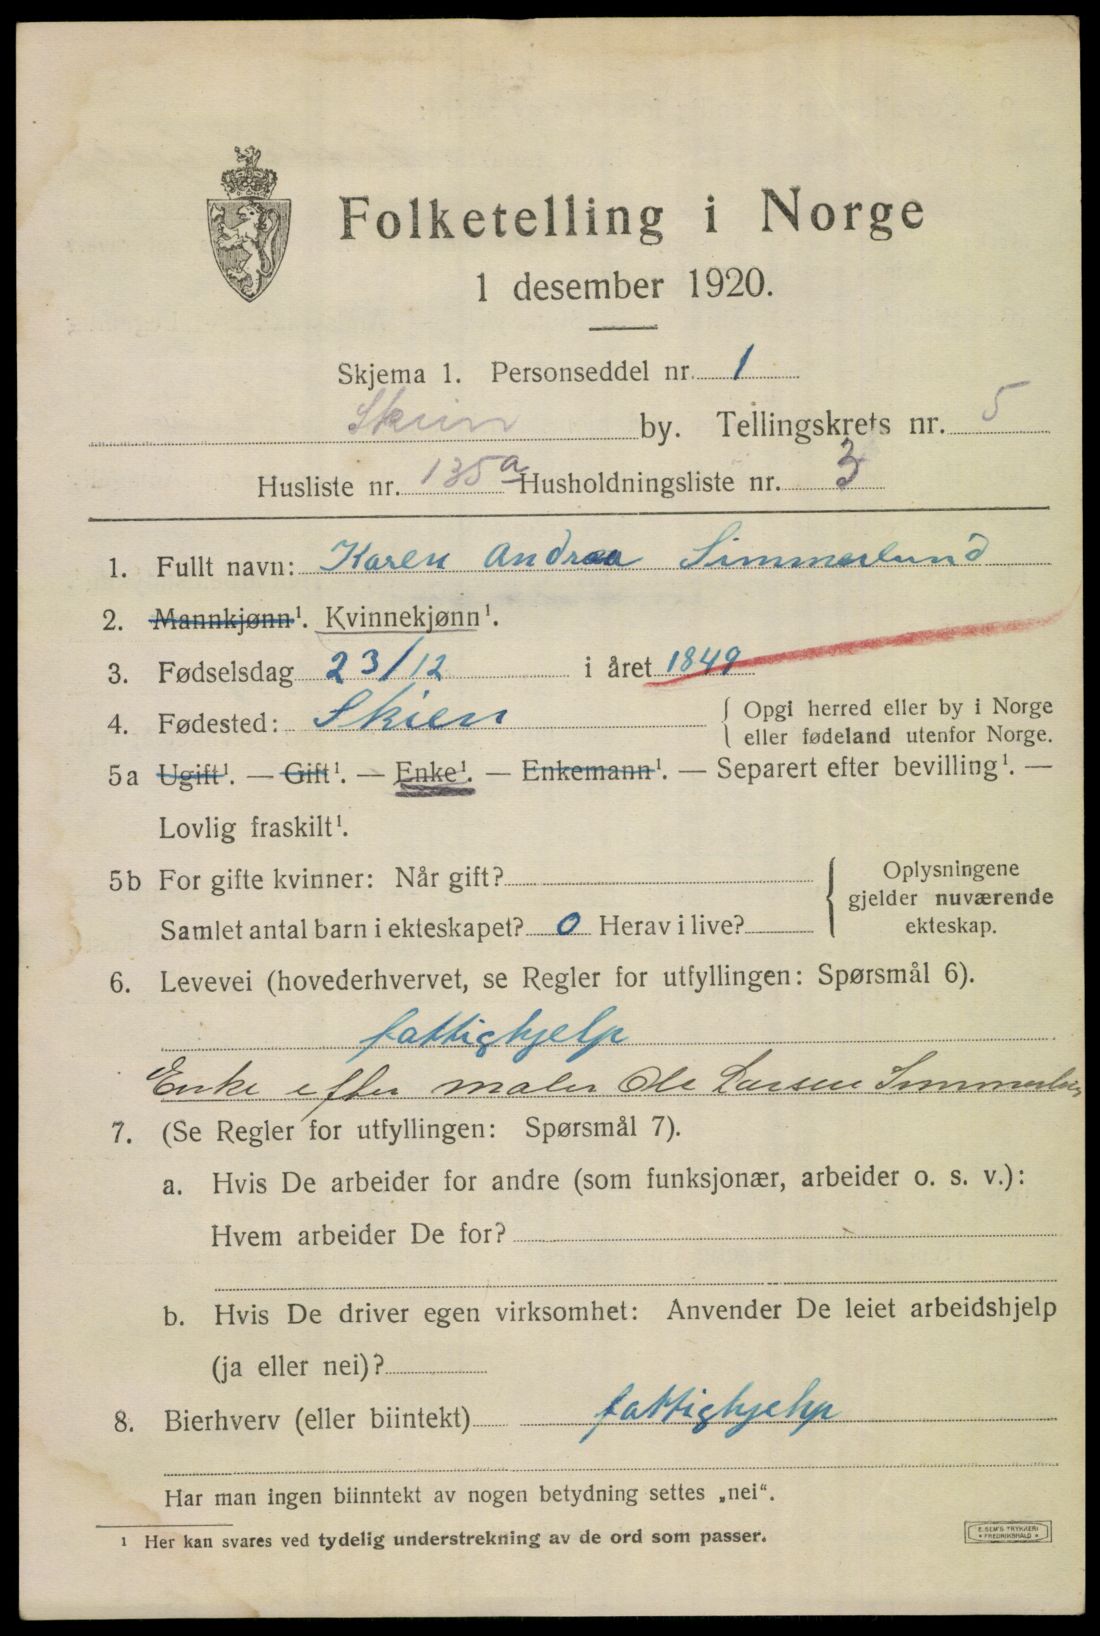 Folketelling i Norge
1 desember 1920.
Skjema 1. Personseddel nr. 1
Skien by. Tellingskrets nr. 5
Husliste nr. 135a Husholdningsliste nr. 3
1. Fullt navn: Karen Andrea Simmerlund
2. Mannkjønn¹. Kvinnekjønn¹.
3. Fødselsdag 23/12 i året 1849
4. Fødested: Skien { Opgi herred eller by i Norge
eller fødeland utenfor Norge.
5a Ugift¹. — Gift¹. — Enke¹. — Enkemann¹. — Separert efter bevilling¹. —
Lovlig fraskilt¹.
5b For gifte kvinner: Når gift?
Samlet antal barn i ekteskapet? 0 Herav i live?
Oplysningene
gjelder nuværende
ekteskap.
6. Levevei (hovederhvervet, se Regler for utfyllingen: Spørsmål 6).
fattighjelp
Enke efter maler Ole Larsen Simmerlun
7. (Se Regler for utfyllingen: Spørsmål 7).
a. Hvis De arbeider for andre (som funksjonær, arbeider o. s. v.):
Hvem arbeider De for?
b. Hvis De driver egen virksomhet: Anvender De leiet arbeidshjelp
(ja eller nei)?
8. Bierhverv (eller biintekt) fattighjelp
Har man ingen biinntekt av nogen betydning settes „nei“.
¹ Her kan svares ved tydelig understrekning av de ord som passer.
E. SEM'S TRYKKERI
• FREDRIKSHALD •